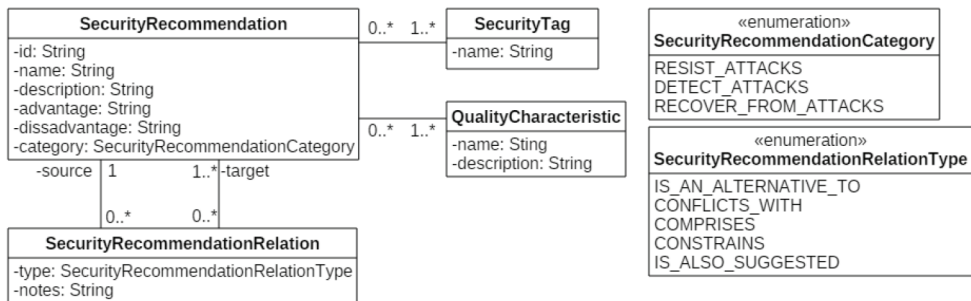 SecurityRecommendation
-id: String
-name: String
-description: String
-advantage: String
-dissadvantage: String
-category: SecurityRecommendationCategory
0..* 1..*
SecurityTag
-name: String
0..* 1..*
QualityCharacteristic
-name: Sting
-description: String
-source 1 1..* -target
0..* 0..*
SecurityRecommendationRelation
-type: SecurityRecommendationRelationType
-notes: String
«enumeration»
SecurityRecommendationCategory
RESIST_ATTACKS
DETECT_ATTACKS
RECOVER_FROM_ATTACKS
«enumeration»
SecurityRecommendationRelationType
IS_AN_ALTERNATIVE_TO
CONFLICTS_WITH
COMPRISES
CONSTRAINS
IS_ALSO_SUGGESTED